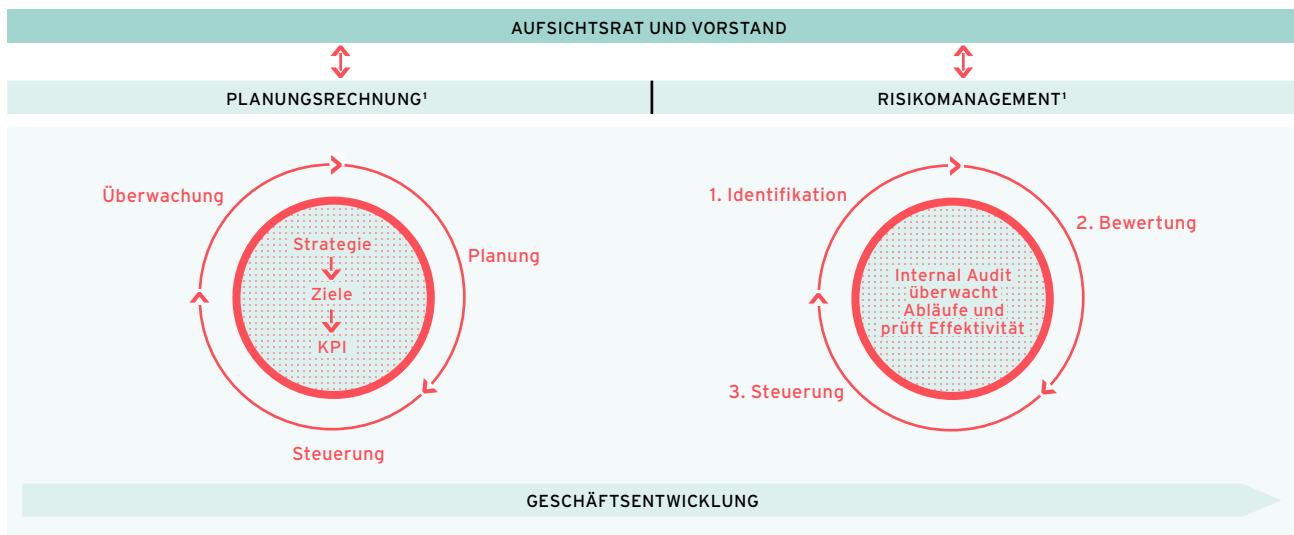 AUFSICHTSRAT UND VORSTAND
PLANUNGSRECHNUNG¹
RISIKOMANAGEMENT¹
Überwachung
Planung
Steuerung
Strategie
Ziele
KPI
1. Identifikation
2. Bewertung
3. Steuerung
Internal Audit
überwacht
Abläufe und
prüft Effektivität
GESCHÄFTSENTWICKLUNG